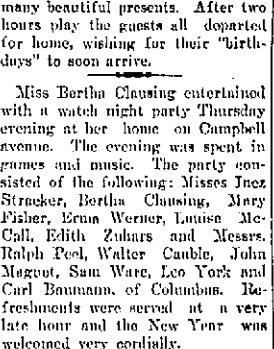 many beautiful presents. After two
hours play the guests all departed
for home, wishing for their "birth-
days" to soon arrive.
Miss Bertha Clausing entertained
with a watch night party Thursday
evening at her home on Campbell
avenue. The evening was spent in
games and music. The party con-
sisted of the following: Misses Inez
Stracker, Bertha Clausing, Mary
Fisher, Erma Werner, Louise Mc-
Call, Edith Zuhars and Messrs.
Ralph Peel, Walter Cauble, John
Magout, Sam Ware, Leo York and
Carl Baumann, of Columbus. Re-
freshments were served at a very
late hour and the New Year was
welcomed very cordially.